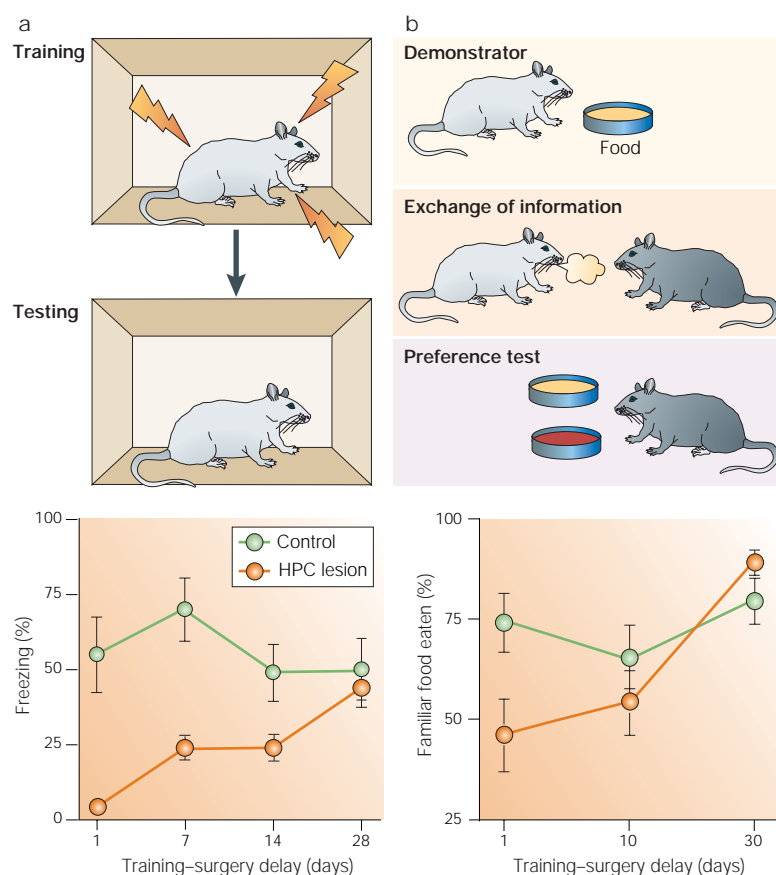 a
Training
Testing
100
75
50
25
0
Freezing (%)
Control
HPC lesion
1
7
14
28
Training–surgery delay (days)
b
Demonstrator
Food
Exchange of information
Preference test
100
75
50
25
Familiar food eaten (%)
1
10
30
Training–surgery delay (days)